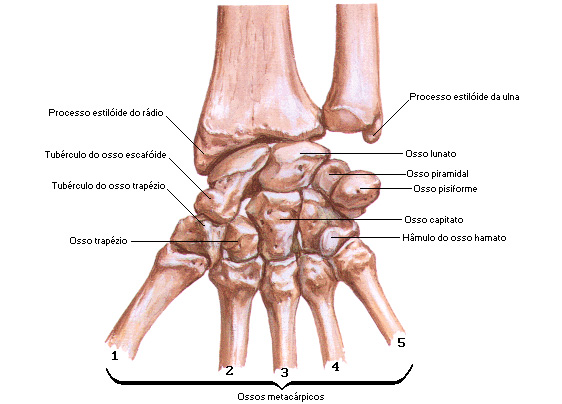 Processo estilóide da ulna
Processo estilóide do rádio
Osso lunato
Tubérculo do osso escafóide
Osso piramidal
Tubérculo do osso trapézio
Osso pisiforme
Osso capitato
Osso trapézio
Hâmulo do osso hamato
1
2
3
4
5
Ossos metacárpicos